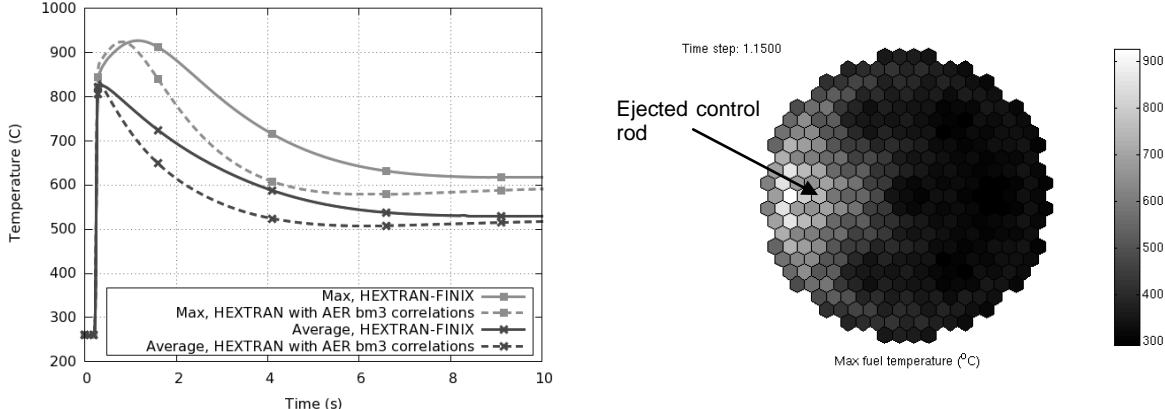 1000
900
800
700
600
500
400
300
200
Temperature (C)
0 2 4 6 8 10
Time (s)
Max, HEXTRAN-FINIX
Max, HEXTRAN with AER bm3 correlations
Average, HEXTRAN-FINIX
Average, HEXTRAN with AER bm3 correlations
Time step: 1.1500
Ejected control
rod
900
800
700
600
500
400
300
Max fuel temperature (⁰C)